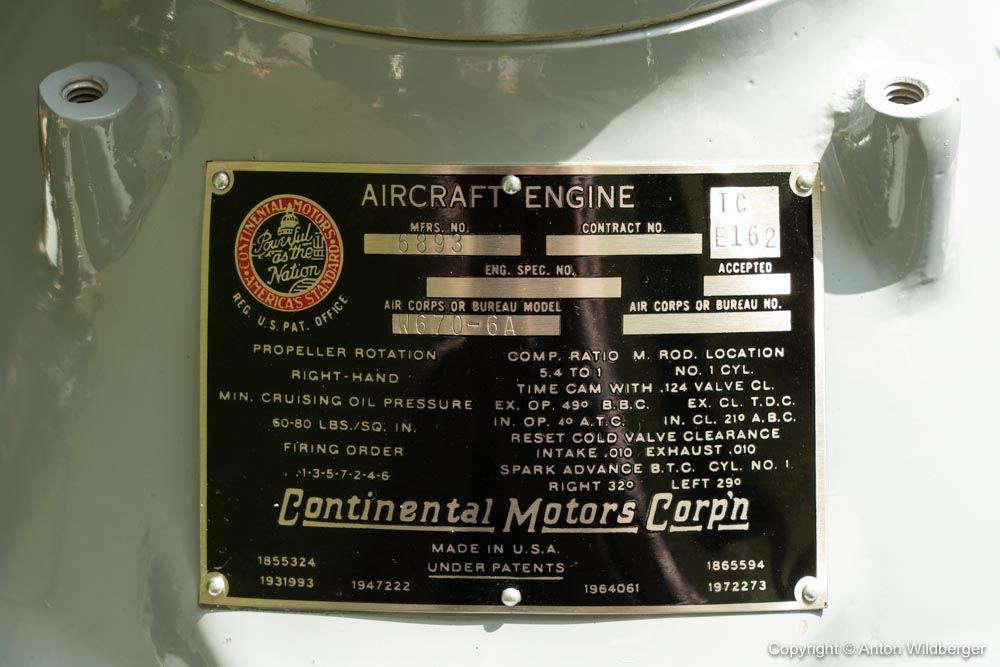 AIRCRAFT ENGINE
TC
E162
MFRS. NO.
6893
CONTRACT NO.
ENG. SPEC. NO.
ACCEPTED
AIR CORPS OR BUREAU MODEL
W670-6A
AIR CORPS OR BUREAU NO.
CONTINENTAL MOTORS
Powerful
as the
Nation
AMERICA'S STANDARD
REG. U.S. PAT. OFFICE
PROPELLER ROTATION
RIGHT-HAND
MIN. CRUISING OIL PRESSURE
60-80 LBS./SQ. IN.
FIRING ORDER
1-3-5-7-2-4-6
COMP. RATIO M. ROD. LOCATION
5.4 TO 1 NO. 1 CYL.
TIME CAM WITH .124 VALVE CL.
EX. OP. 49° B.B.C. EX. CL. T.D.C.
IN. OP. 4° A.T.C. IN. CL. 21° A.B.C.
RESET COLD VALVE CLEARANCE
INTAKE .010 EXHAUST .010
SPARK ADVANCE B.T.C. CYL. NO. 1
RIGHT 32° LEFT 29°
Continental Motors Corp'n
MADE IN U.S.A.
UNDER PATENTS
1855324
1931993
1947222
1964061
1865594
1972273
Copyright © Anton Wildberger